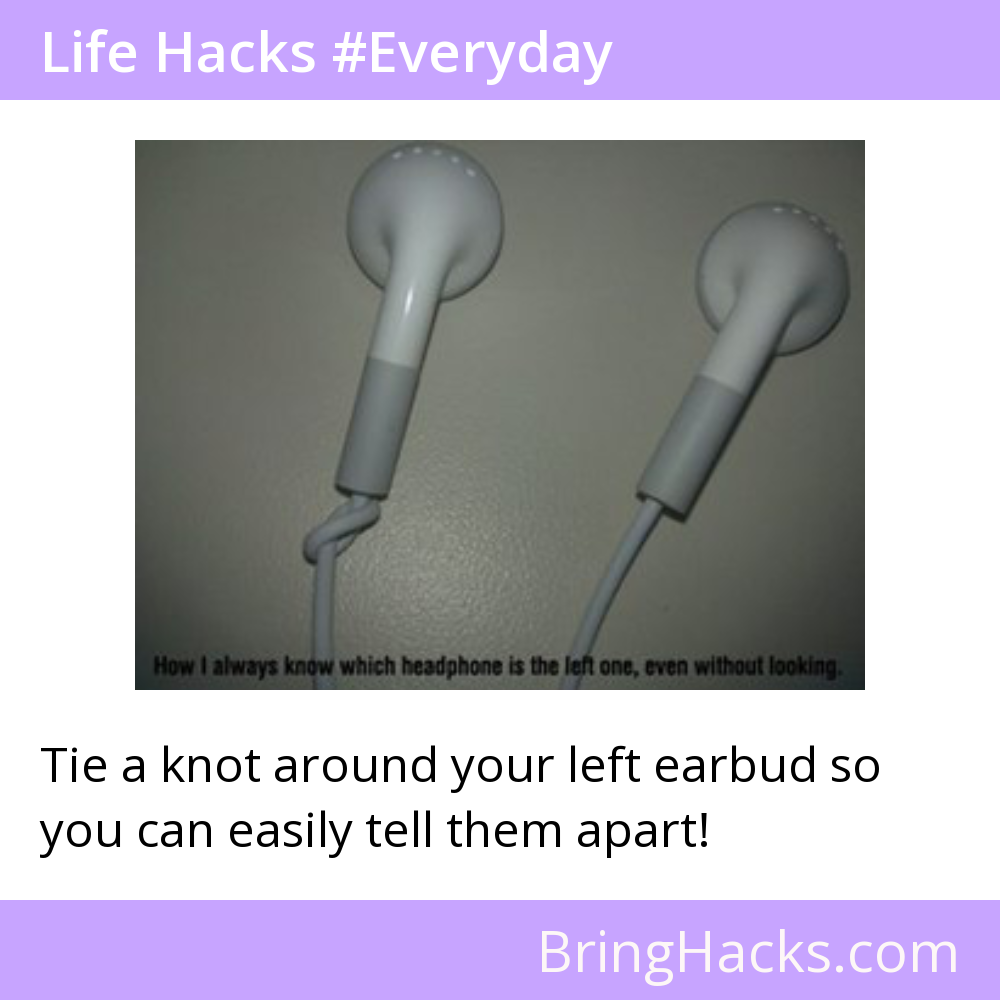 Life Hacks #Everyday
How I always know which headphone is the left one, even without looking.
Tie a knot around your left earbud so
you can easily tell them apart!
BringHacks.com